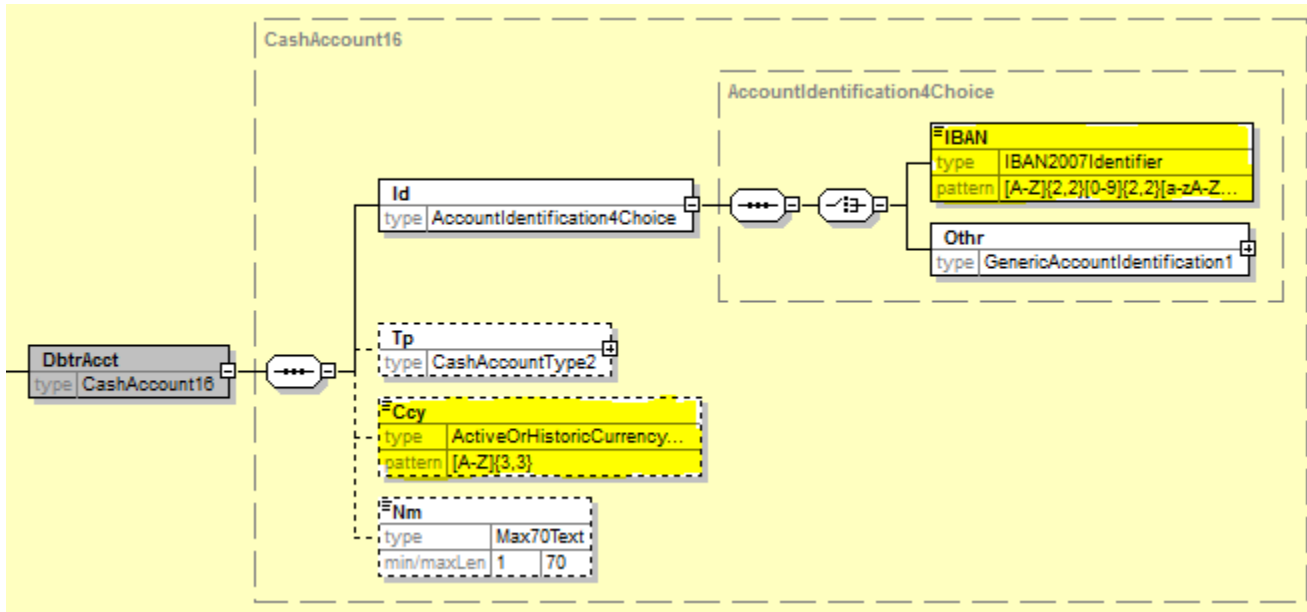 CashAccount16
AccountIdentification4Choice
IBAN
type IBAN2007Identifier
pattern [A-Z]{2,2}[0-9]{2,2}[a-zA-Z...
Id
type AccountIdentification4Choice
Othr
type GenericAccountIdentification1
Tp
type CashAccountType2
DbtrAcct
type CashAccount16
Ccy
type ActiveOrHistoricCurrency...
pattern [A-Z]{3,3}
Nm
type Max70Text
min/maxLen 1 70